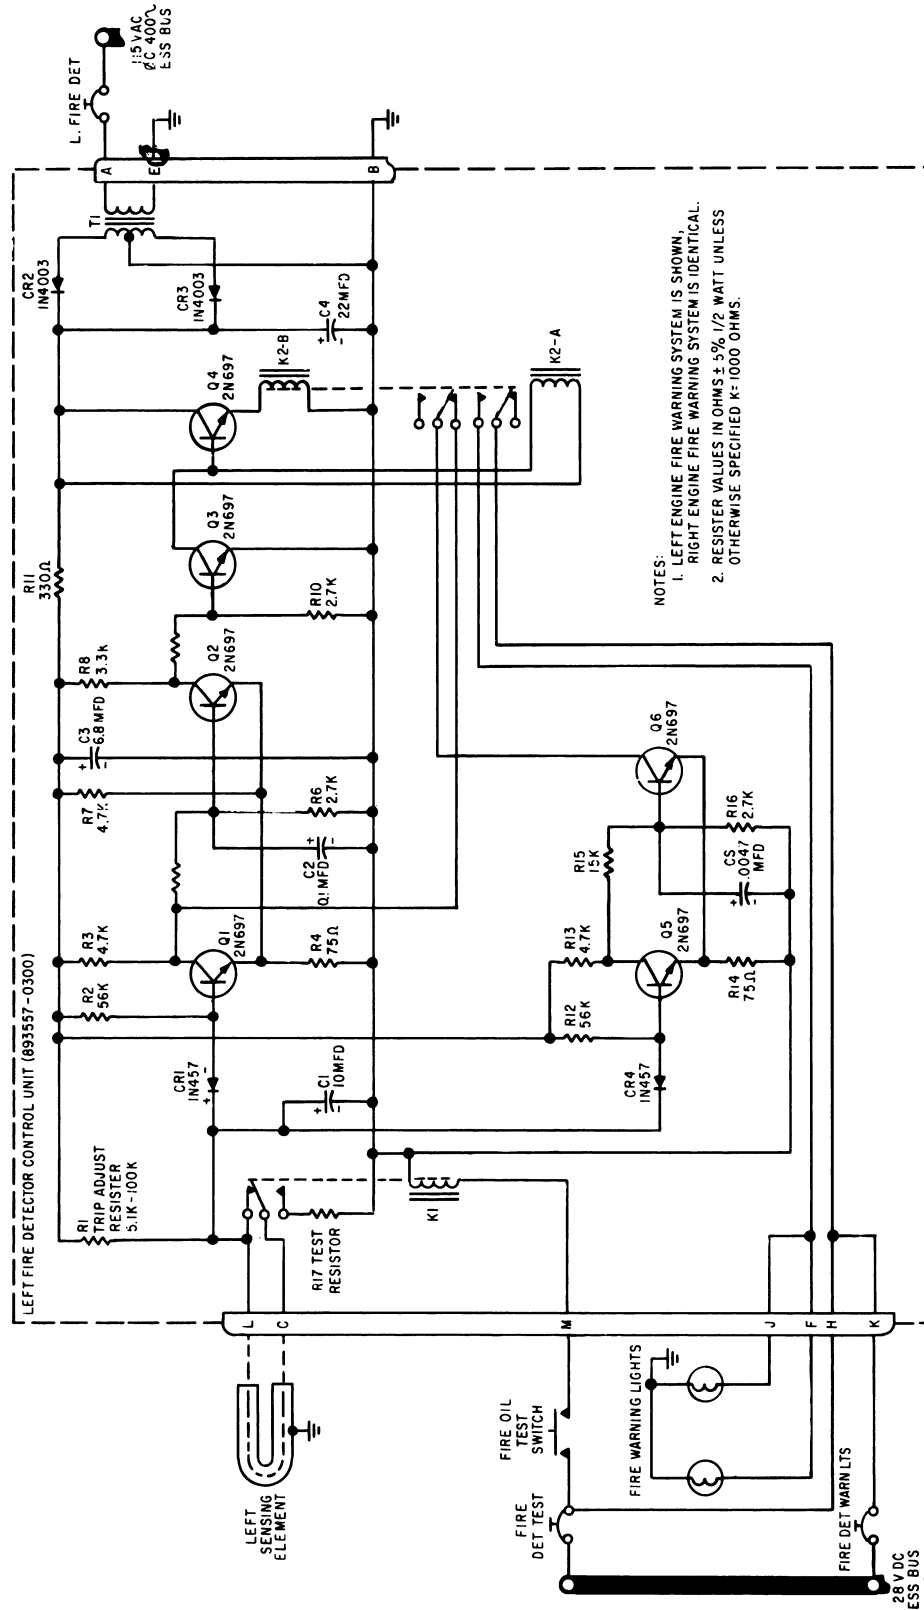 LEFT FIRE DETECTOR CONTROL UNIT (893557-0300)
R1
TRIP ADJUST
RESISTER
5.1K-100K
CR1
1N457
+
-
R2
56K
R3
4.7K
Q1
2N697
R4
75Ω
C1
10MFD
+
-
C2
0.1MFD
+
-
R6
2.7K
R7
4.7K
C3
6.8MFD
+
-
R8
3.3K
Q2
2N697
R10
2.7K
R11
330Ω
Q3
2N697
Q4
2N697
K2-B
K2-A
C4
22MFD
+
-
CR2
1N4003
CR3
1N4003
T1
A
E
B
L. FIRE DET
115 VAC
ØC 400~
ESS BUS
R17 TEST
RESISTOR
K1
CR4
1N457
R12
56K
R13
4.7K
Q5
2N697
R14
75Ω
R15
15K
C5
.0047
MFD
+
-
R16
2.7K
Q6
2N697
NOTES:
1. LEFT ENGINE FIRE WARNING SYSTEM IS SHOWN,
RIGHT ENGINE FIRE WARNING SYSTEM IS IDENTICAL.
2. RESISTER VALUES IN OHMS ± 5% 1/2 WATT UNLESS
OTHERWISE SPECIFIED K=1000 OHMS.
L
C
M
J
F
H
K
LEFT
SENSING
ELEMENT
FIRE OIL
TEST
SWITCH
FIRE
DET TEST
FIRE WARNING LIGHTS
FIRE DET WARN LTS
28 V DC
ESS BUS